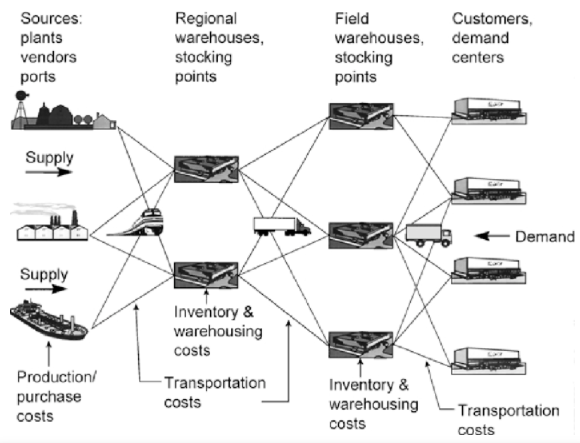 Sources:
plants
vendors
ports
Regional
warehouses,
stocking
points
Field
warehouses,
stocking
points
Customers,
demand
centers
Supply
Supply
Demand
Production/
purchase
costs
Inventory &
warehousing
costs
Transportation
costs
Inventory &
warehousing
costs
Transportation
costs